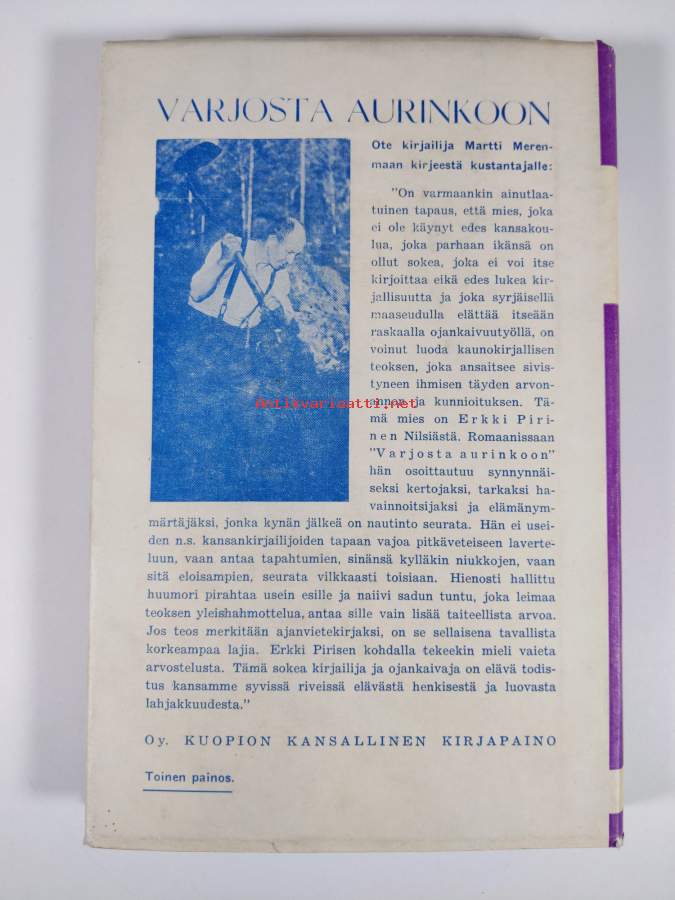 VARJOSTA AURINKOON
Ote kirjailija Martti Meren-
maan kirjeestä kustantajalle:
"On varmaankin ainutlaa-
tuinen tapaus, että mies, joka
ei ole käynyt edes kansakou-
lua, joka parhaan ikänsä on
ollut sokea, joka ei voi itse
kirjoittaa eikä edes lukea kir-
jallisuutta ja joka syrjäisellä
maaseudulla elättää itseään
raskaalla ojankaivuutyöllä, on
voinut luoda kaunokirjallisen
teoksen, joka ansaitsee sivis-
tyneen ihmisen täyden arvon-
annon ja kunnioituksen. Tä-
antikvariaatti.net
mä mies on Erkki Piri-
nen Nilsiästä. Romaanissaan
"Varjosta aurinkoon"
hän osoittautuu synnynnäi-
seksi kertojaksi, tarkaksi ha-
vainnoitsijaksi ja elämänym-
märtäjäksi, jonka kynän jälkeä on nautinto seurata. Hän ei usei-
den n.s. kansankirjailijoiden tapaan vajoa pitkäveteiseen laverte-
luun, vaan antaa tapahtumien, sinänsä kylläkin niukkojen, vaan
sitä eloisampien, seurata vilkkaasti toisiaan. Hienosti hallittu
huumori pirahtaa usein esille ja naiivi sadun tuntu, joka leimaa
teoksen yleishahmottelua, antaa sille vain lisää taiteellista arvoa.
Jos teos merkitään ajanvietekirjaksi, on se sellaisena tavallista
korkeampaa lajia. Erkki Pirisen kohdalla tekeekin mieli vaieta
arvostelusta. Tämä sokea kirjailija ja ojankaivaja on elävä todis-
tus kansamme syvissä riveissä elävästä henkisestä ja luovasta
lahjakkuudesta."
Oy. KUOPION KANSALLINEN KIRJAPAINO
Toinen painos.